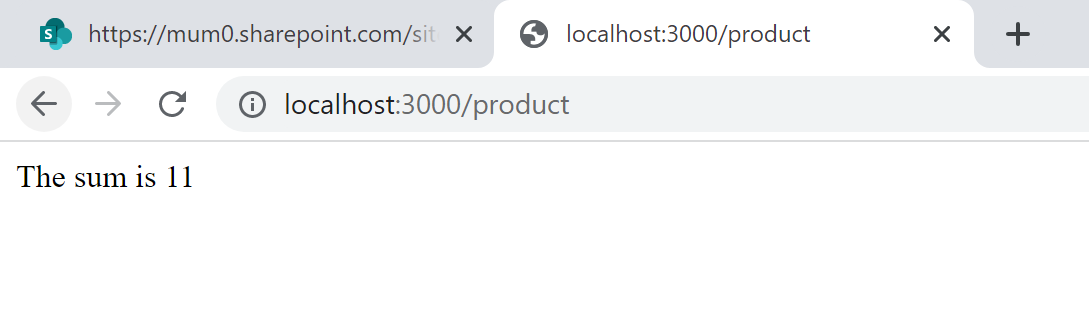 https://mum0.sharepoint.com/sit
localhost:3000/product
localhost:3000/product
The sum is 11